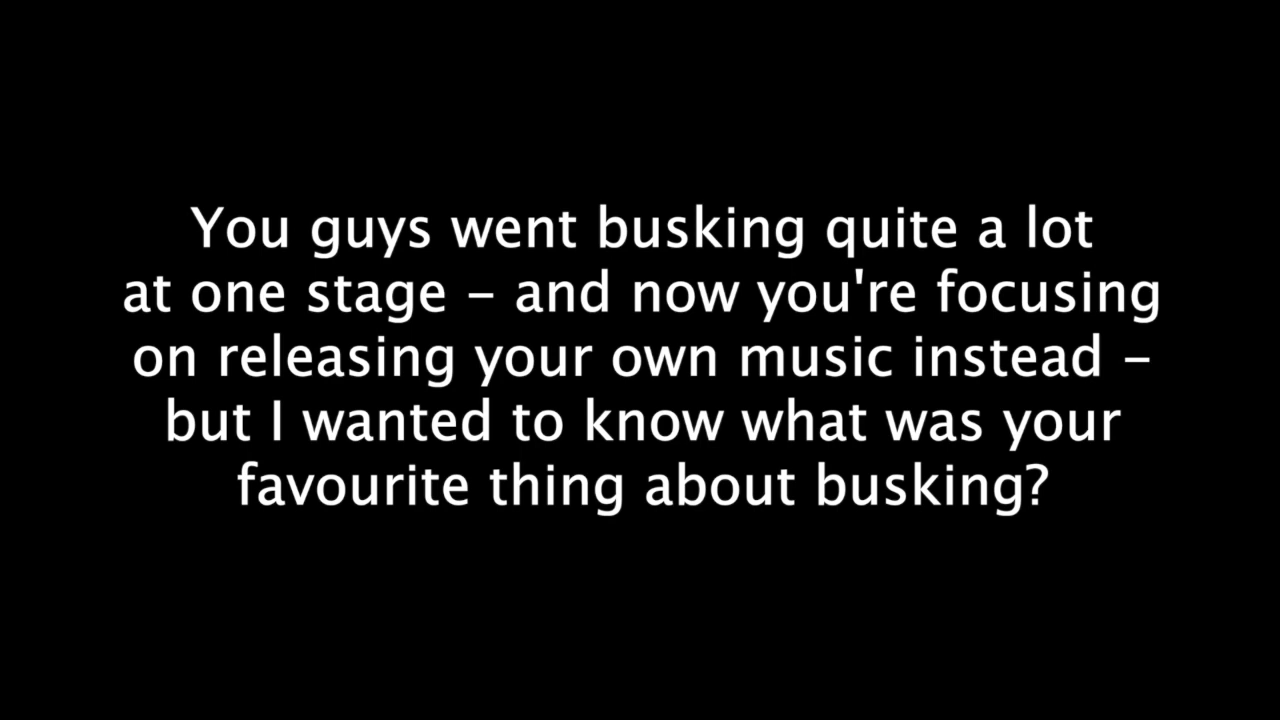 You guys went busking quite a lot
at one stage – and now you're focusing
on releasing your own music instead –
but I wanted to know what was your
favourite thing about busking?